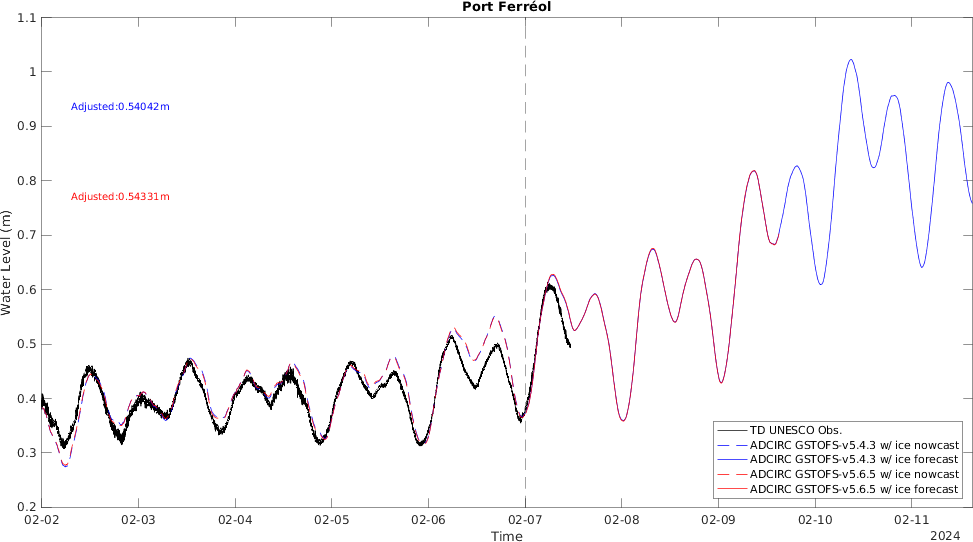 Port Ferréol
1.1
1
0.9
0.8
0.7
0.6
0.5
0.4
0.3
0.2
Water Level (m)
Adjusted:0.54042m
Adjusted:0.54331m
TD UNESCO Obs.
ADCIRC GSTOFS-v5.4.3 w/ ice nowcast
ADCIRC GSTOFS-v5.4.3 w/ ice forecast
ADCIRC GSTOFS-v5.6.5 w/ ice nowcast
ADCIRC GSTOFS-v5.6.5 w/ ice forecast
02-02 02-03 02-04 02-05 02-06 02-07 02-08 02-09 02-10 02-11
Time
2024